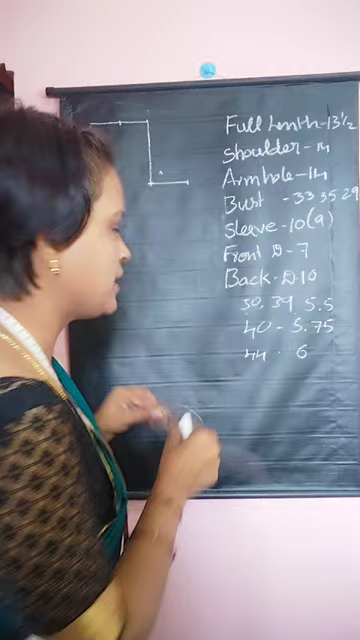 Full Length-13½
Shoulder-14
Armhole-14
Bust -33 35 29
Sleeve-10(9)
Front D-7
Back-D 10
30, 39 5.5
40 - 5.75
44 - 6